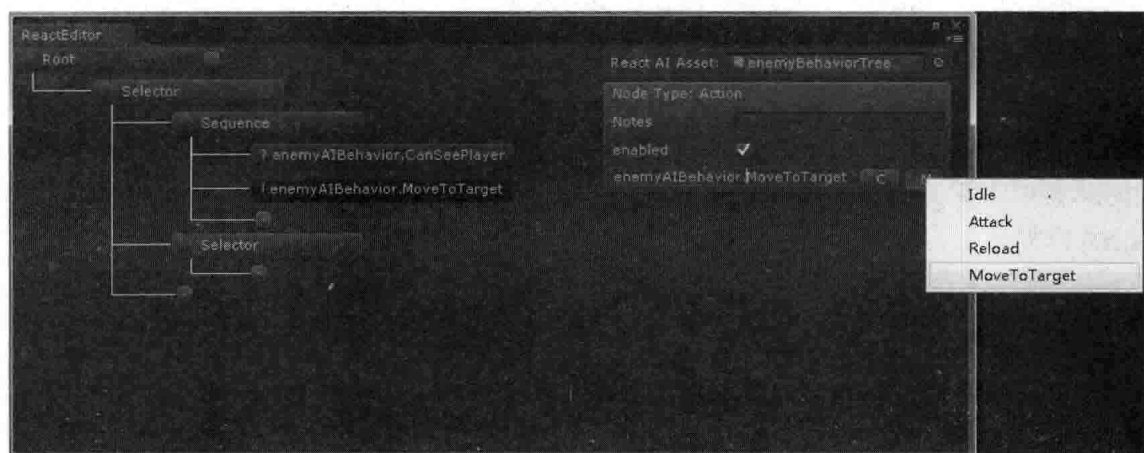 ReactEditor
Root
Selector
Sequence
? enemyAIBehavior.CanSeePlayer
! enemyAIBehavior.MoveToTarget
Selector
React AI Asset: enemyBehaviorTree
Node Type: Action
Notes
enabled
enemyAIBehavior.MoveToTarget C M
Idle
Attack
Reload
MoveToTarget